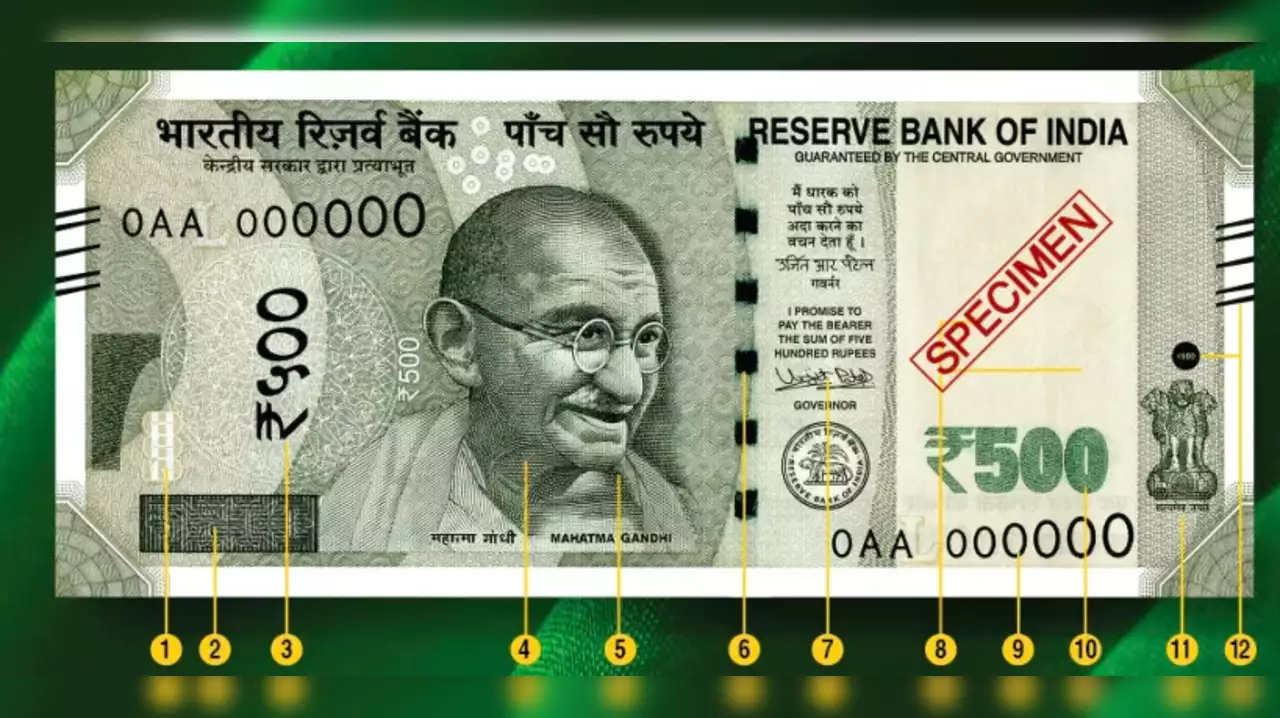 भारतीय रिज़र्व बैंक पाँच सौ रुपये RESERVE BANK OF INDIA
केन्द्रीय सरकार द्वारा प्रत्याभूत GUARANTEED BY THE CENTRAL GOVERNMENT
0AA L 000000
मैं धारक को
पाँच सौ रुपये
अदा करने का
वचन देता हूँ ।
उर्जित आर पटेल
गवर्नर
I PROMISE TO
PAY THE BEARER
THE SUM OF FIVE
HUNDRED RUPEES
GOVERNOR
SPECIMEN
₹५००
₹500
₹500
₹500
भारतीय रिज़र्व बैंक
RESERVE BANK OF INDIA
सत्यमेव जयते
महात्मा गांधी MAHATMA GANDHI
0AA L 000000
1 2 3 4 5 6 7 8 9 10 11 12